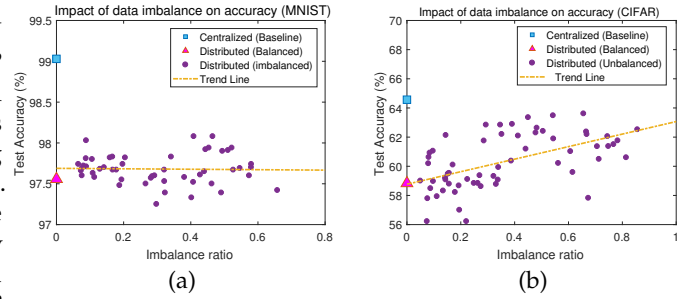 Impact of data imbalance on accuracy (MNIST)
99.5
99
98.5
98
97.5
97
Test Accuracy (%)
Centralized (Baseline)
Distributed (Balanced)
Distributed (imbalanced)
Trend Line
0
0.2
0.4
0.6
0.8
Imbalance ratio
(a)
Impact of data imbalance on accuracy (CIFAR)
70
68
66
64
62
60
58
56
Test Accuracy (%)
Centralized (Baseline)
Distributed (Balanced)
Distributed (Unbalanced)
Trend Line
0
0.2
0.4
0.6
0.8
1
Imbalance ratio
(b)